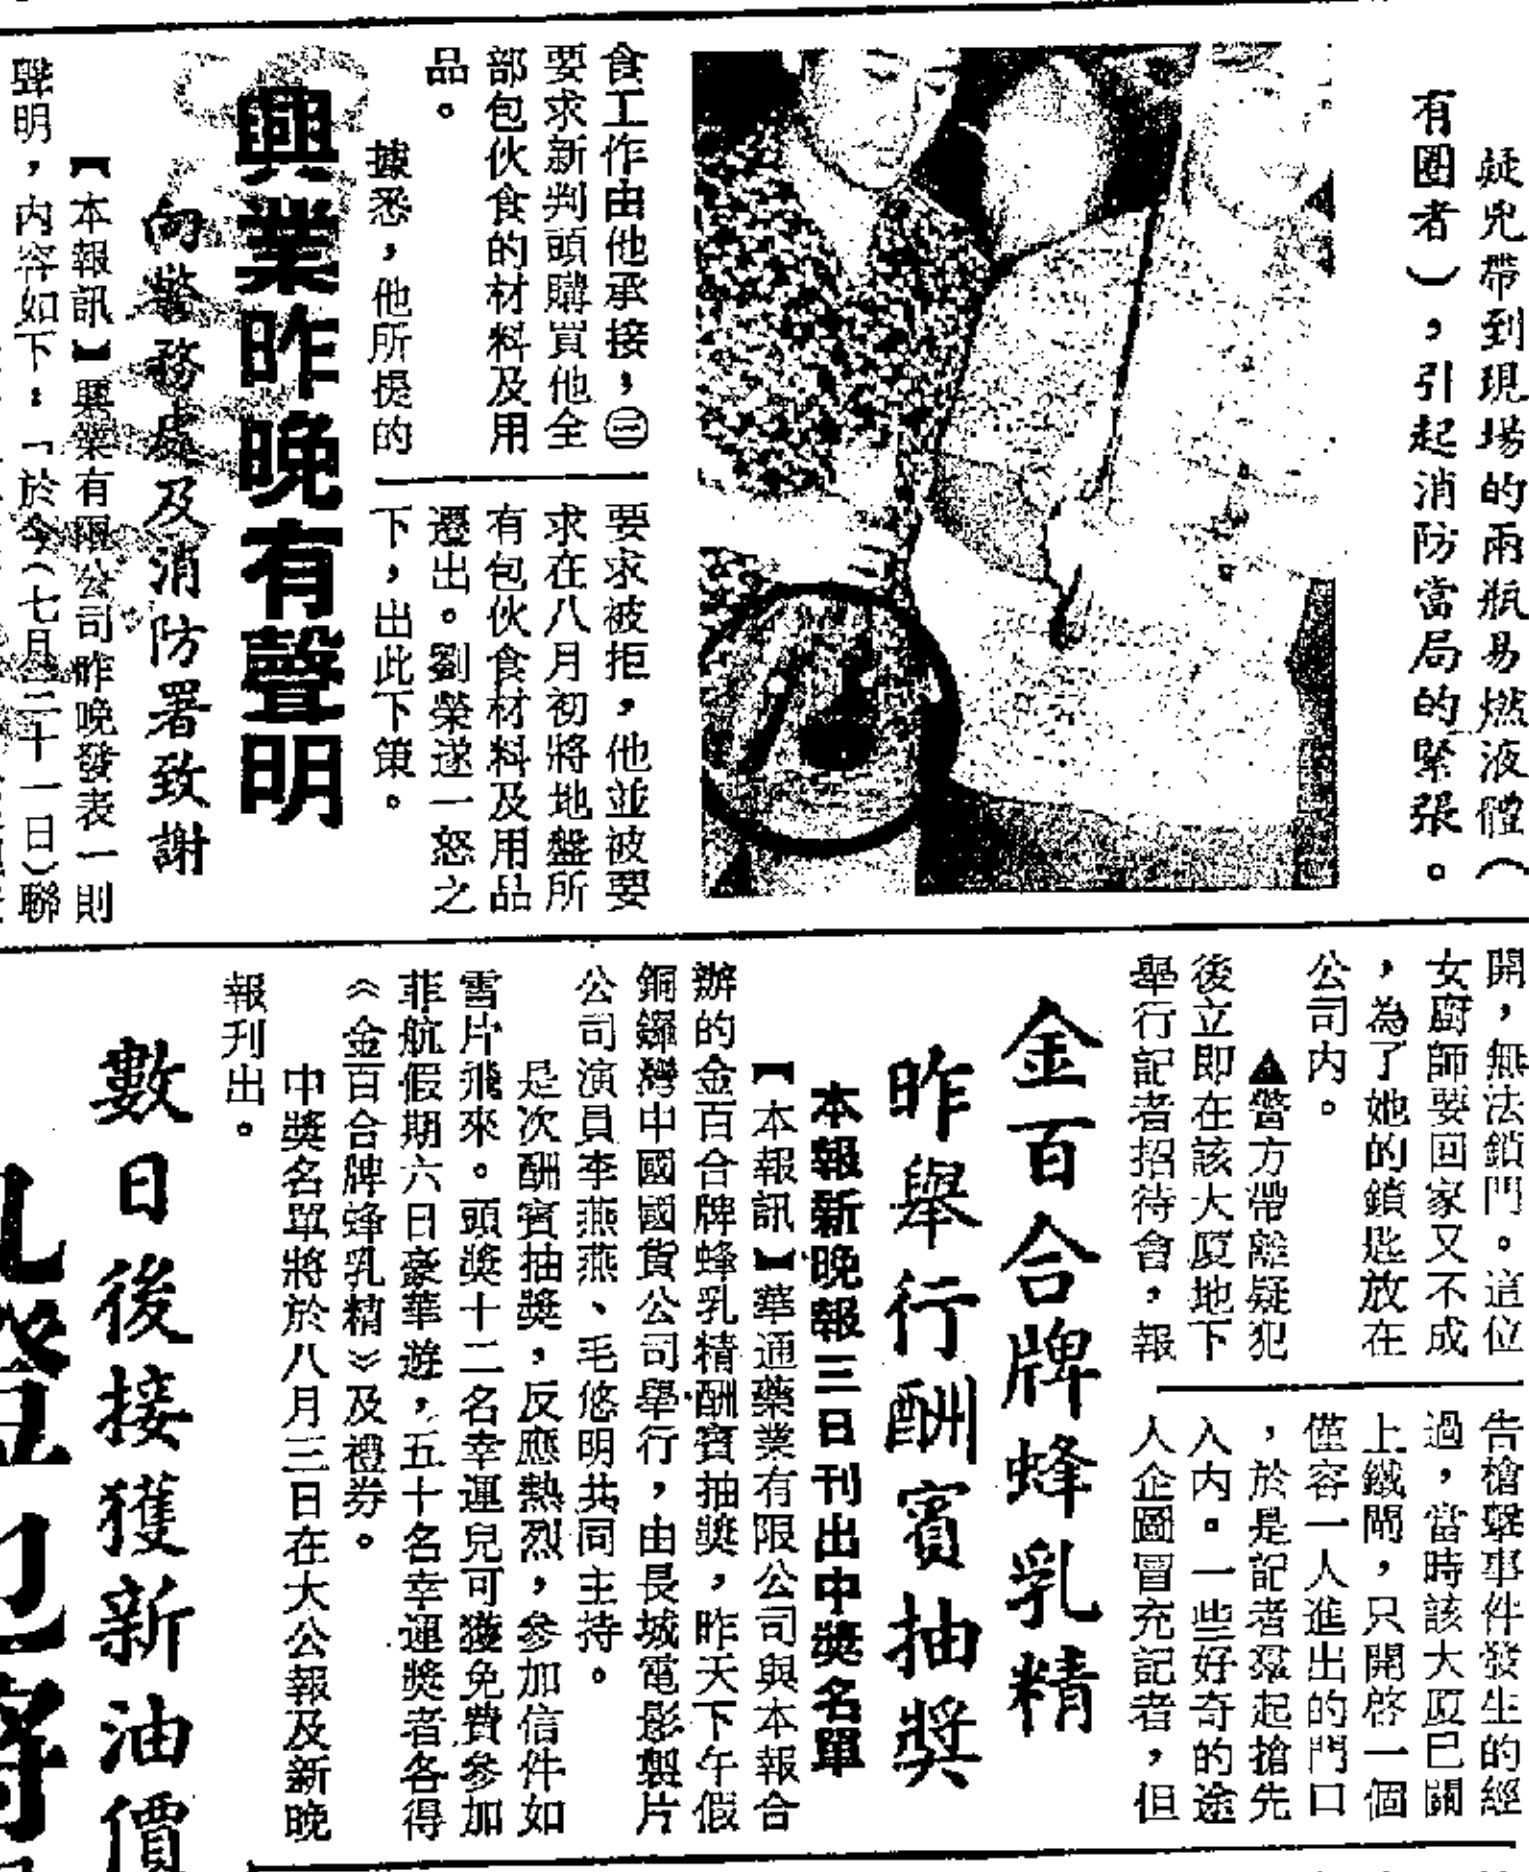 疑兇帶到現場的兩瓶易燃液體（
有圈者），引起消防當局的緊張。
食工作由他承接，㊂
要求新判頭購買他全
部包伙食的材料及用
品。
據悉，他所提的
要求被拒，他並被要
求在八月初將地盤所
有包伙食材料及用品
遷出。劉榮遂一怒之
下，出此下策。
興業昨晚有聲明
向警務處及消防署致謝
【本報訊】興業有限公司昨晚發表一則
聲明，內容如下：「於今（七月三十一日）聯
開，無法鎖門。這位
女廚師要回家又不成
，為了她的鎖匙放在
公司內。
▲警方帶離疑犯
後立即在該大廈地下
舉行記者招待會，報
告槍擊事件發生的經
過，當時該大廈已關
上鐵閘，只開啓一個
僅容一人進出的門口
，於是記者羣起搶先
入內。一些好奇的途
人企圖冒充記者，但
金百合牌蜂乳精
昨舉行酬賓抽獎
本報新晚報三日刊出中獎名單
【本報訊】華通藥業有限公司與本報合
辦的金百合牌蜂乳精酬賓抽獎，昨天下午假
銅鑼灣中國國貨公司舉行，由長城電影製片
公司演員李燕燕、毛悠明共同主持。
是次酬賓抽獎，反應熱烈，參加信件如
雪片飛來。頭獎十二名幸運兒可獲免費參加
菲航假期六日豪華遊，五十名幸運獎者各得
《金百合牌蜂乳精》及禮券。
中獎名單將於八月三日在大公報及新晚
報刊出。
數日後接獲新油價